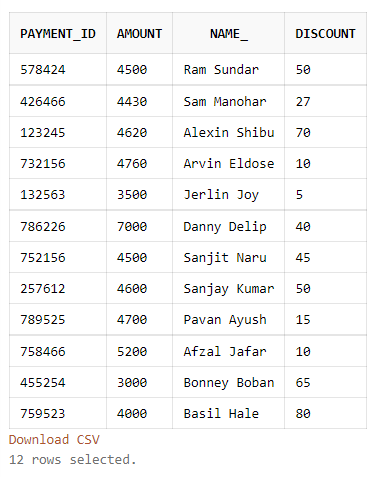 PAYMENT_ID AMOUNT NAME_ DISCOUNT
578424 4500 Ram Sundar 50
426466 4430 Sam Manohar 27
123245 4620 Alexin Shibu 70
732156 4760 Arvin Eldose 10
132563 3500 Jerlin Joy 5
786226 7000 Danny Delip 40
752156 4500 Sanjit Naru 45
257612 4600 Sanjay Kumar 50
789525 4700 Pavan Ayush 15
758466 5200 Afzal Jafar 10
455254 3000 Bonney Boban 65
759523 4000 Basil Hale 80
Download CSV
12 rows selected.